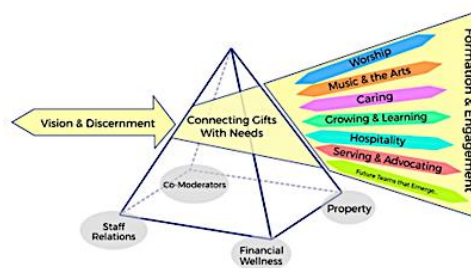 Vision & Discernment
Connecting Gifts
With Needs
Worship
Music & the Arts
Caring
Growing & Learning
Hospitality
Serving & Advocating
Future Teams that Emerge...
Formation & Engagement
Co-Moderators
Property
Staff
Relations
Financial
Wellness